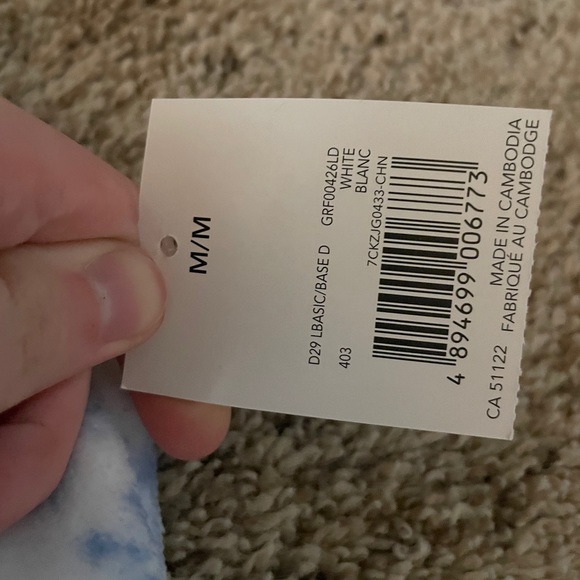 M/M
D29 LBASIC/BASE D GRF00426LD
403 WHITE
BLANC
7CKZJG0433-CHN
4 894699 006773
MADE IN CAMBODIA
CA 51122 FABRIQUÉ AU CAMBODGE